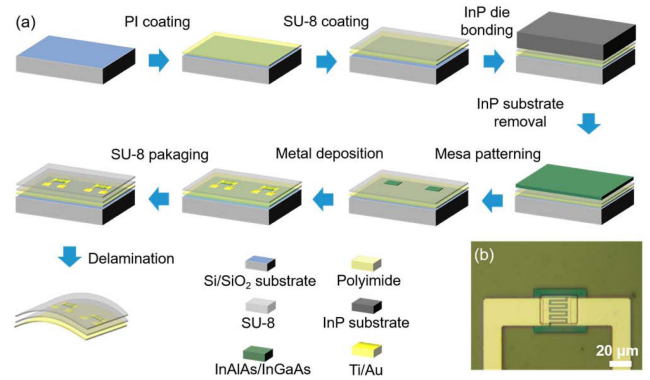 (a)
PI coating
SU-8 coating
InP die
bonding
InP substrate
removal
SU-8 pakaging
Metal deposition
Mesa patterning
Delamination
Si/SiO₂ substrate
Polyimide
SU-8
InP substrate
InAlAs/InGaAs
Ti/Au
(b)
20 μm